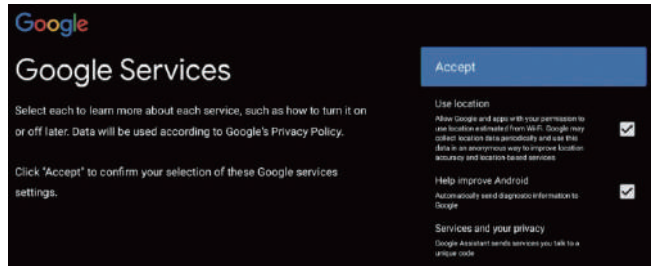 Google
Google Services
Select each to learn more about each service, such as how to turn it on
or off later. Data will be used according to Google's Privacy Policy.
Click "Accept" to confirm your selection of these Google services
settings.
Accept
Use location
Allow Google and apps with your permission to
use location estimated from Wi-Fi. Google may
collect location data periodically and use this
data in an anonymous way to improve location
accuracy and location based services
Help improve Android
Automatically send diagnostic information to
Google
Services and your privacy
Google Assistant sends services you talk to a
unique code